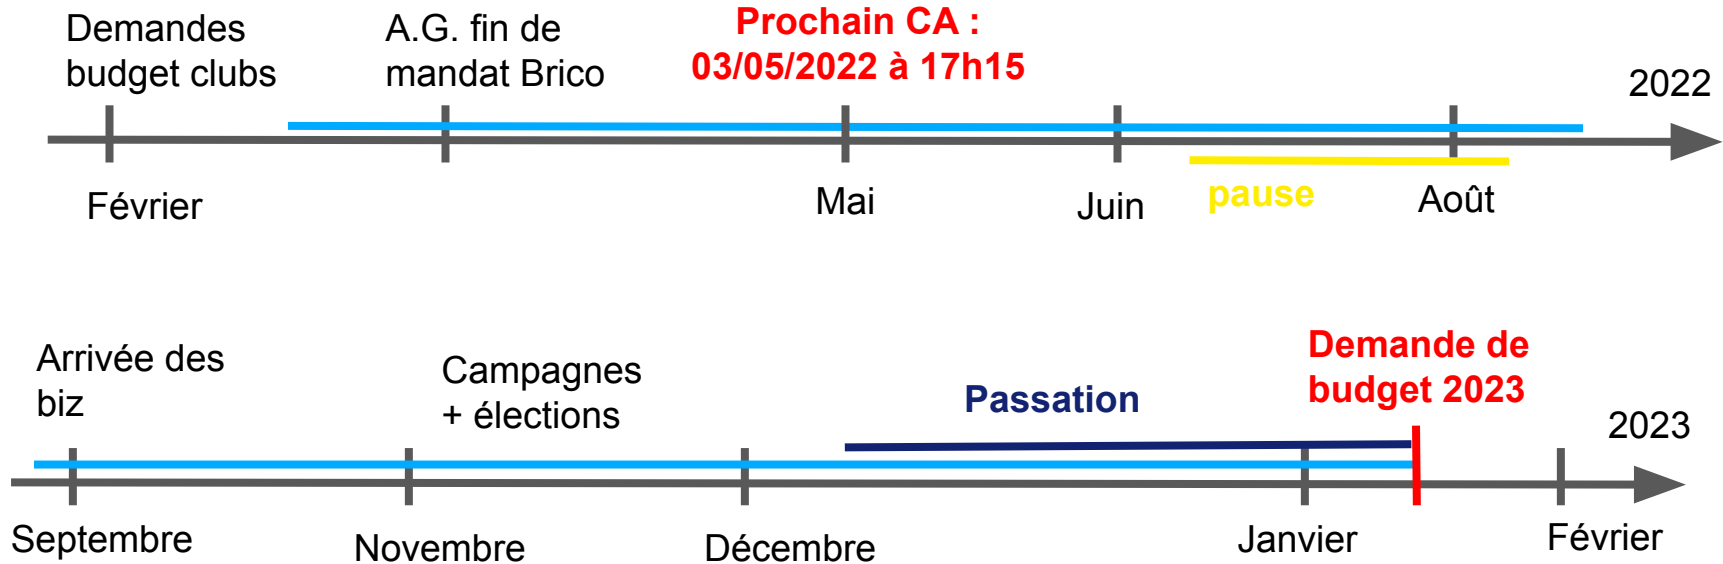 Demandes
budget clubs
A.G. fin de
mandat Brico
Prochain CA :
03/05/2022 à 17h15
2022
Février
Mai
Juin
pause
Août
Arrivée des
biz
Campagnes
+ élections
Passation
Demande de
budget 2023
2023
Septembre
Novembre
Décembre
Janvier
Février